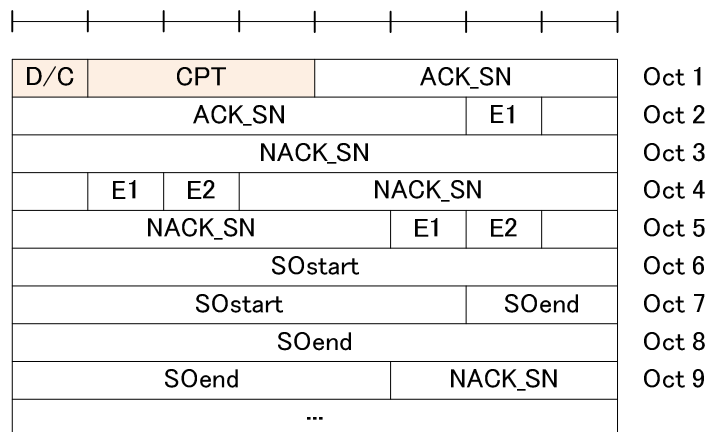 D/C CPT ACK_SN Oct 1
ACK_SN E1 Oct 2
NACK_SN Oct 3
E1 E2 NACK_SN Oct 4
NACK_SN E1 E2 Oct 5
SOstart Oct 6
SOstart SOend Oct 7
SOend Oct 8
SOend NACK_SN Oct 9
...